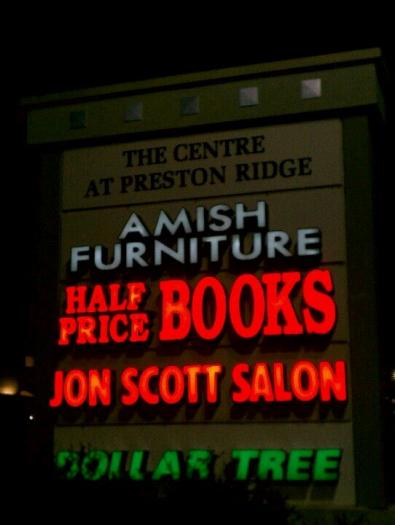 THE CENTRE
AT PRESTON RIDGE
AMISH
FURNITURE
HALF
PRICE BOOKS
JON SCOTT SALON
DOLLAR TREE